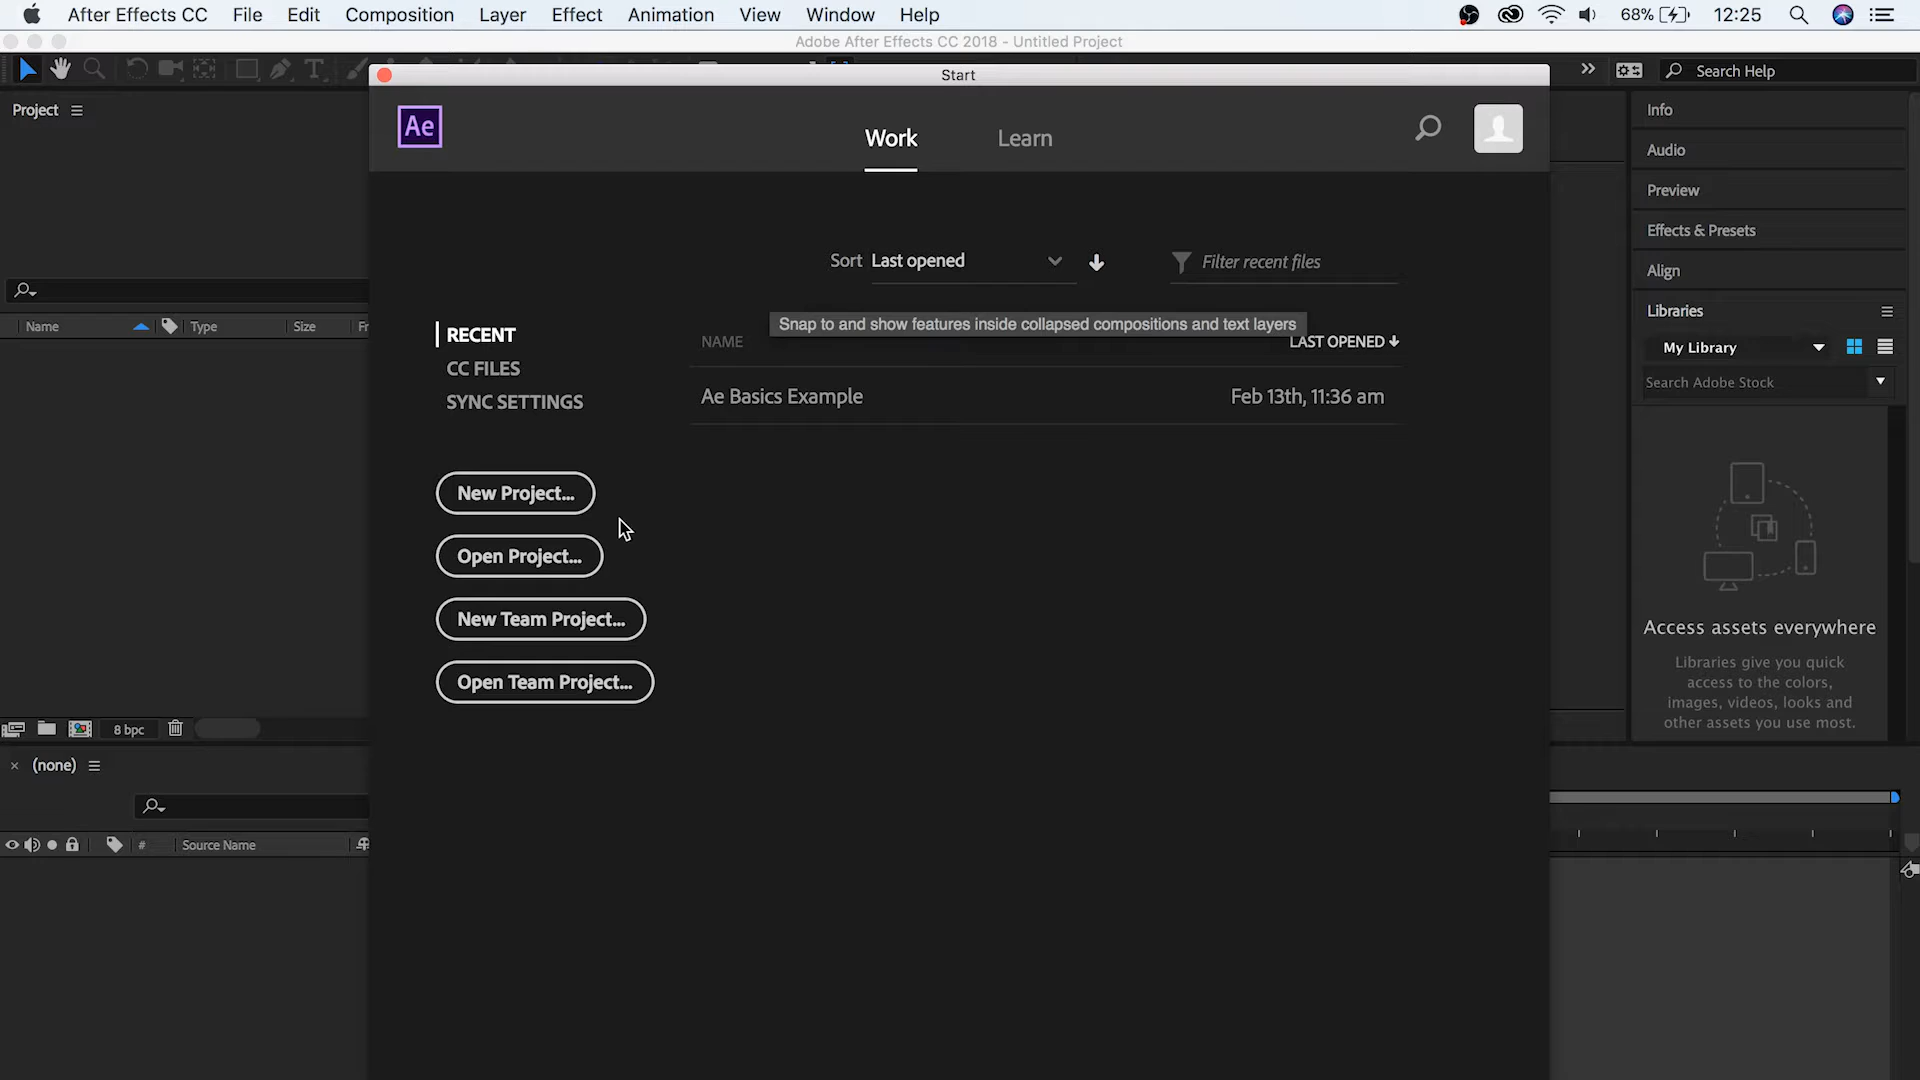 After Effects CC File Edit Composition Layer Effect Animation View Window Help 68% 12:25
Adobe After Effects CC 2018 - Untitled Project
T Search Help
Start
Project
Ae
Work Learn
Info
Audio
Preview
Effects & Presets
Align
Libraries
My Library
Search Adobe Stock
Sort Last opened
Filter recent files
Name Type Size Fr
RECENT
CC FILES
SYNC SETTINGS
Snap to and show features inside collapsed compositions and text layers
NAME LAST OPENED
Ae Basics Example Feb 13th, 11:36 am
New Project...
Open Project...
New Team Project...
Open Team Project...
Access assets everywhere
Libraries give you quick
access to the colors,
images, videos, looks and
other assets you use most.
8 bpc
(none)
# Source Name